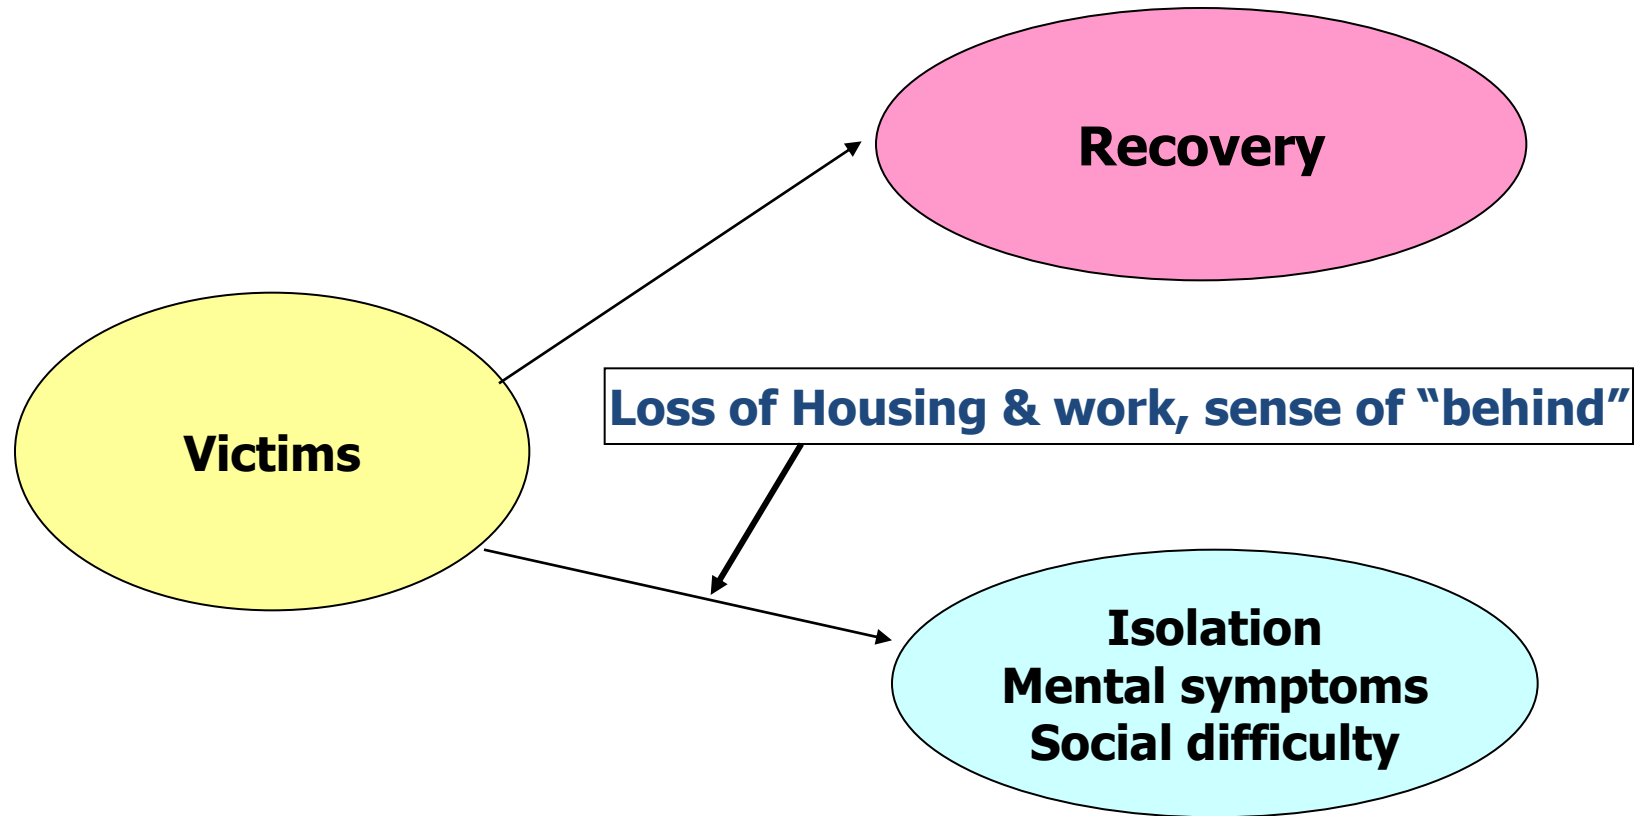 Recovery
Victims
Loss of Housing & work, sense of “behind”
Isolation
Mental symptoms
Social difficulty